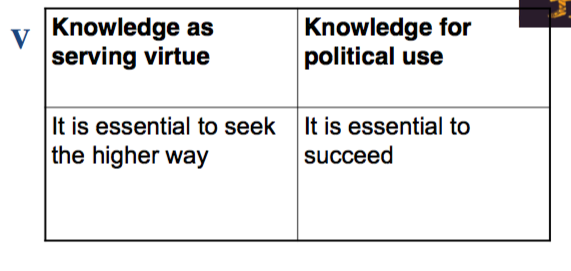 V
Knowledge as
serving virtue
Knowledge for
political use
It is essential to seek
the higher way
It is essential to
succeed